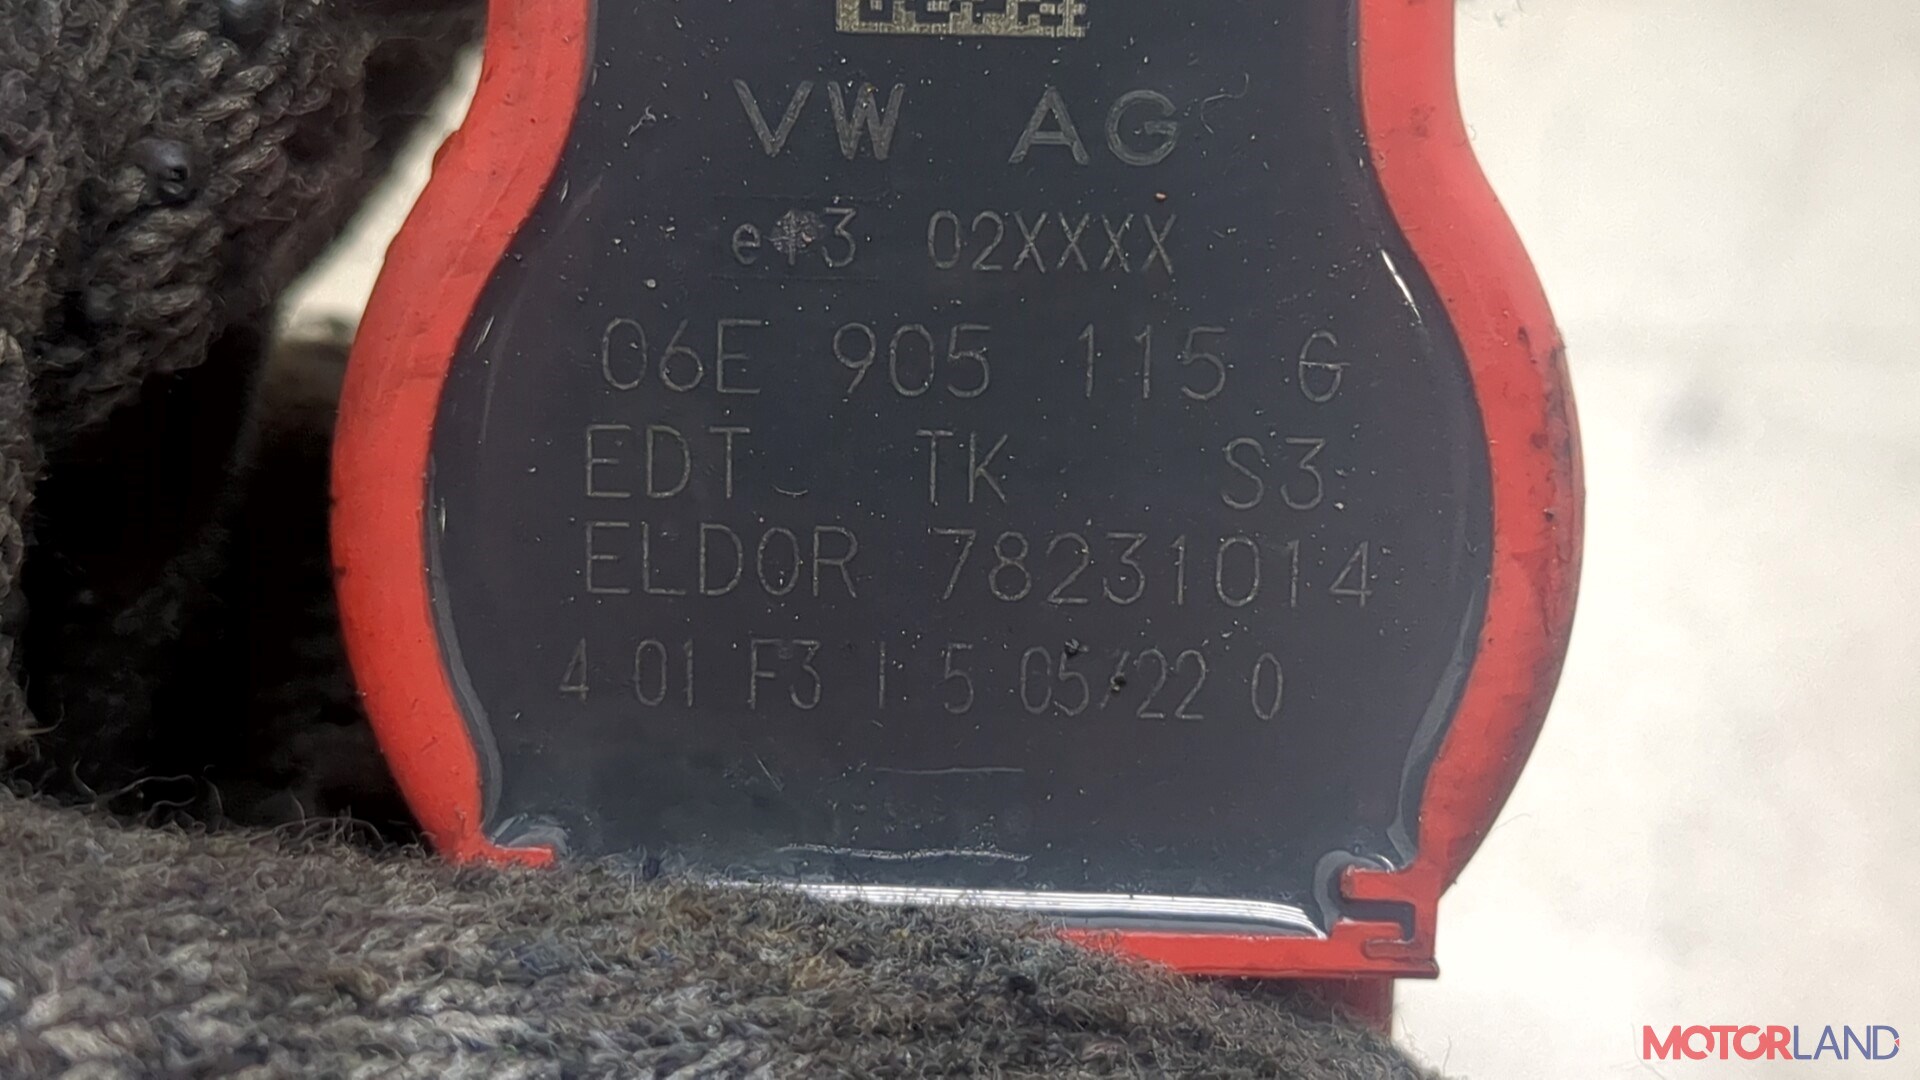 VW AG
e13 02XXXX
06E 905 115 G
EDT TK S3
ELDOR 78231014
4 01 F3 I 5 05/22 0
MOTORLAND